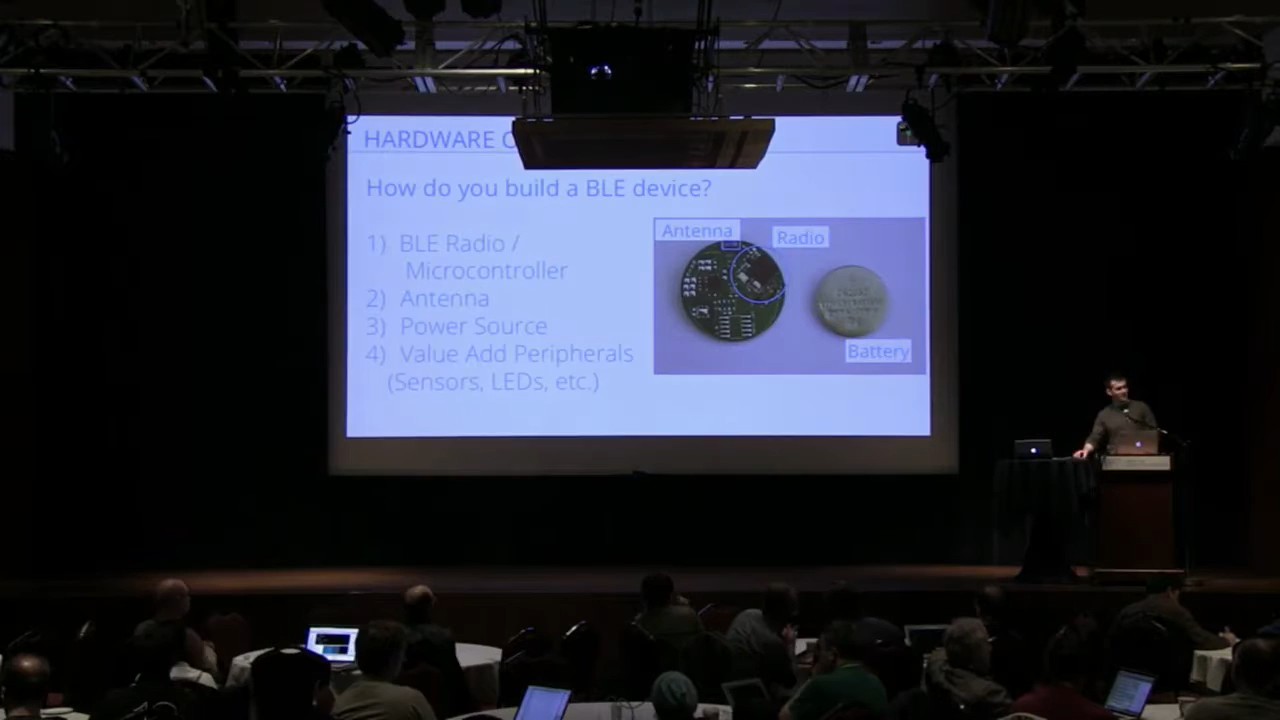 HARDWARE
How do you build a BLE device?
1) BLE Radio /
Microcontroller
2) Antenna
3) Power Source
4) Value Add Peripherals
(Sensors, LEDs, etc.)
Antenna
Radio
Battery